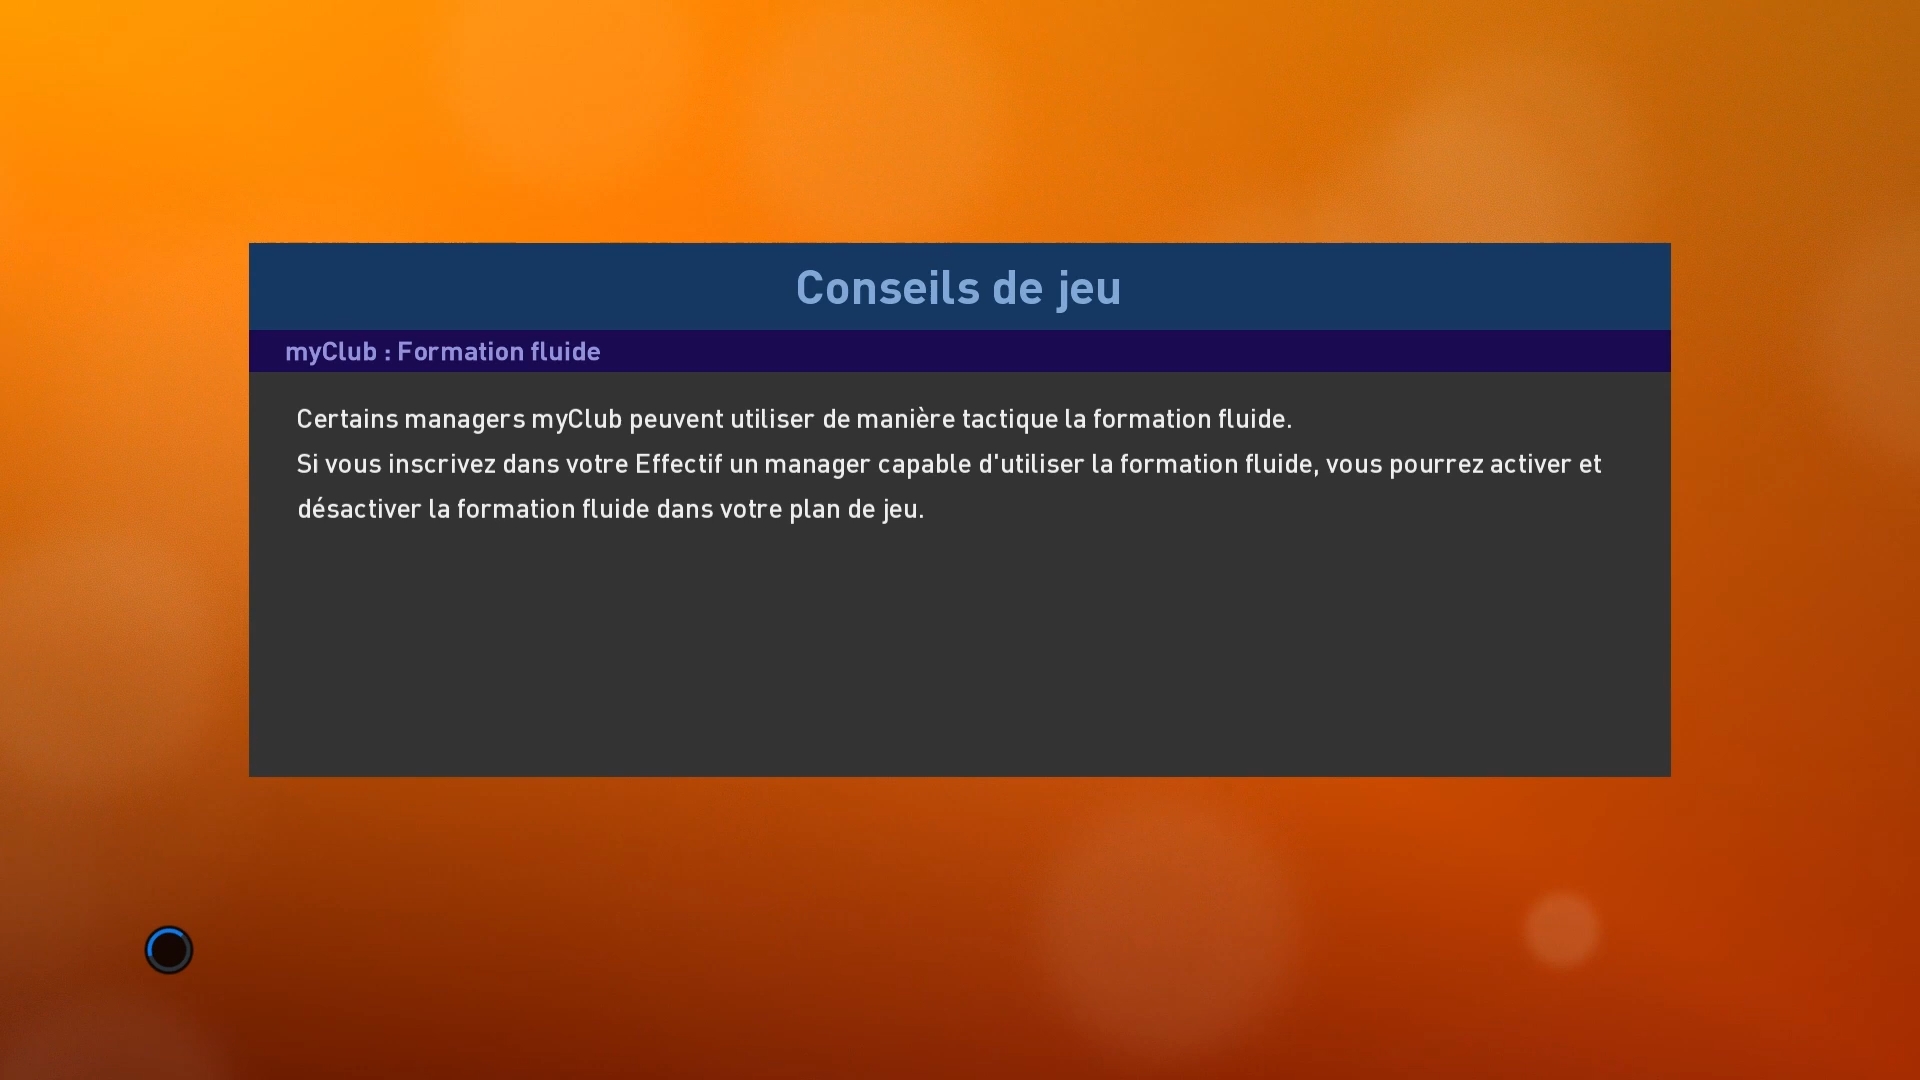 Conseils de jeu
myClub : Formation fluide
Certains managers myClub peuvent utiliser de manière tactique la formation fluide.
Si vous inscrivez dans votre Effectif un manager capable d'utiliser la formation fluide, vous pourrez activer et
désactiver la formation fluide dans votre plan de jeu.